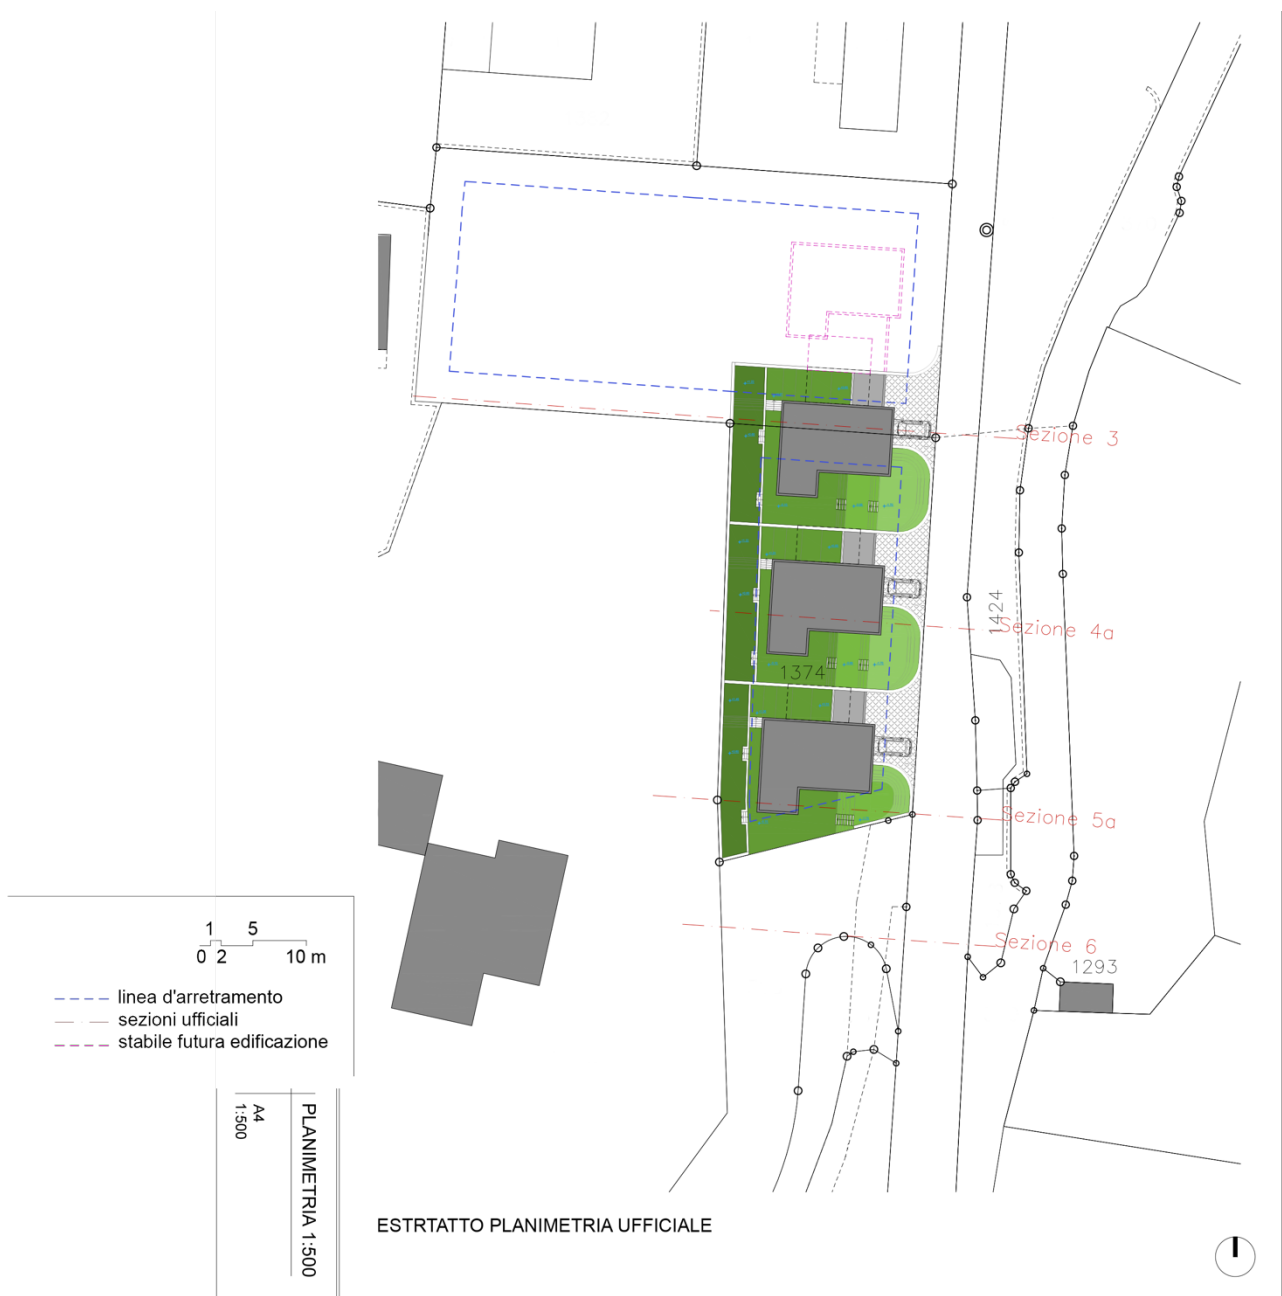 Sezione 3
1424
Sezione 4a
1374
Sezione 5a
Sezione 6
1293
1 5
0 2 10 m
linea d'arretramento
sezioni ufficiali
stabile futura edificazione
PLANIMETRIA 1:500
A4
1:500
ESTRTATTO PLANIMETRIA UFFICIALE